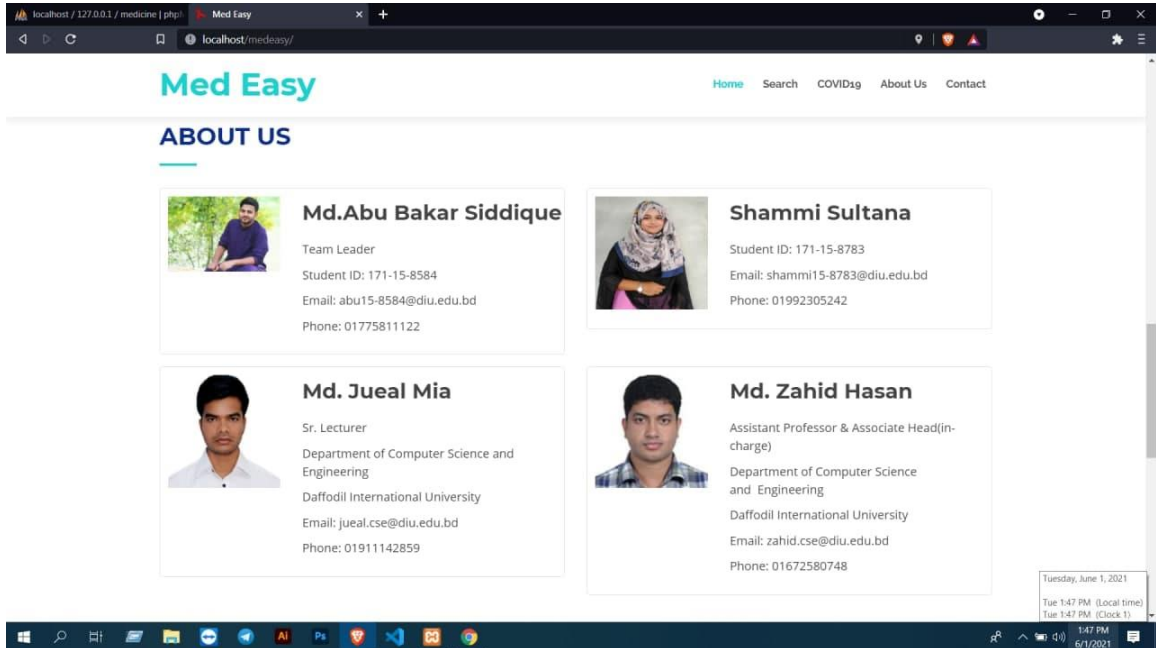 localhost / 127.0.0.1 / medicine | php
Med Easy
localhost/medeasy/
Med Easy
Home Search COVID19 About Us Contact
ABOUT US
Md.Abu Bakar Siddique
Team Leader
Student ID: 171-15-8584
Email: abu15-8584@diu.edu.bd
Phone: 01775811122
Shammi Sultana
Student ID: 171-15-8783
Email: shammi15-8783@diu.edu.bd
Phone: 01992305242
Md. Jueal Mia
Sr. Lecturer
Department of Computer Science and
Engineering
Daffodil International University
Email: jueal.cse@diu.edu.bd
Phone: 01911142859
Md. Zahid Hasan
Assistant Professor & Associate Head(in-
charge)
Department of Computer Science
and Engineering
Daffodil International University
Email: zahid.cse@diu.edu.bd
Phone: 01672580748
Tuesday, June 1, 2021
Tue 1:47 PM (Local time)
Tue 1:47 PM (Clock 1)
Ai
Ps
1:47 PM
6/1/2021